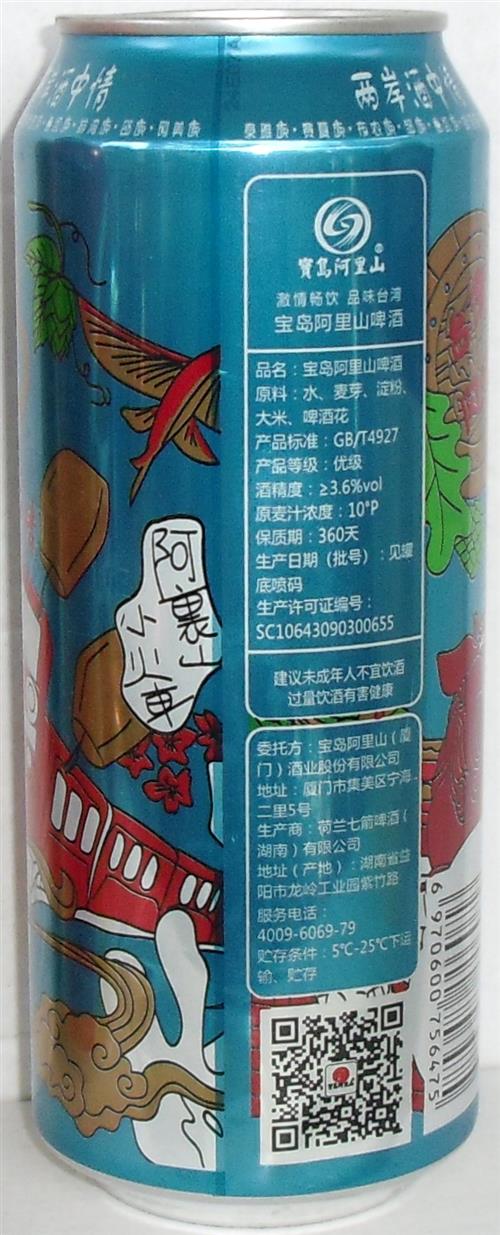 岸酒中情
两岸酒中情
寶島阿里山®
激情畅饮 品味台湾
宝岛阿里山啤酒
品名：宝岛阿里山啤酒
原料：水、麦芽、淀粉、
大米、啤酒花
产品标准：GB/T4927
产品等级：优级
酒精度：≥3.6%vol
原麦汁浓度：10°P
保质期：360天
生产日期（批号）：见罐
底喷码
生产许可证编号：
SC10643090300655
建议未成年人不宜饮酒
过量饮酒有害健康
委托方：宝岛阿里山（厦
门）酒业股份有限公司
地址：厦门市集美区宁海
二里5号
生产商：荷兰七箭啤酒（
湖南）有限公司
地址（产地）：湖南省益
阳市龙岭工业园紫竹路
服务电话：
4009-6069-79
贮存条件：5℃-25℃下运
输、贮存
阿裏山
小火車
6 970600 756475